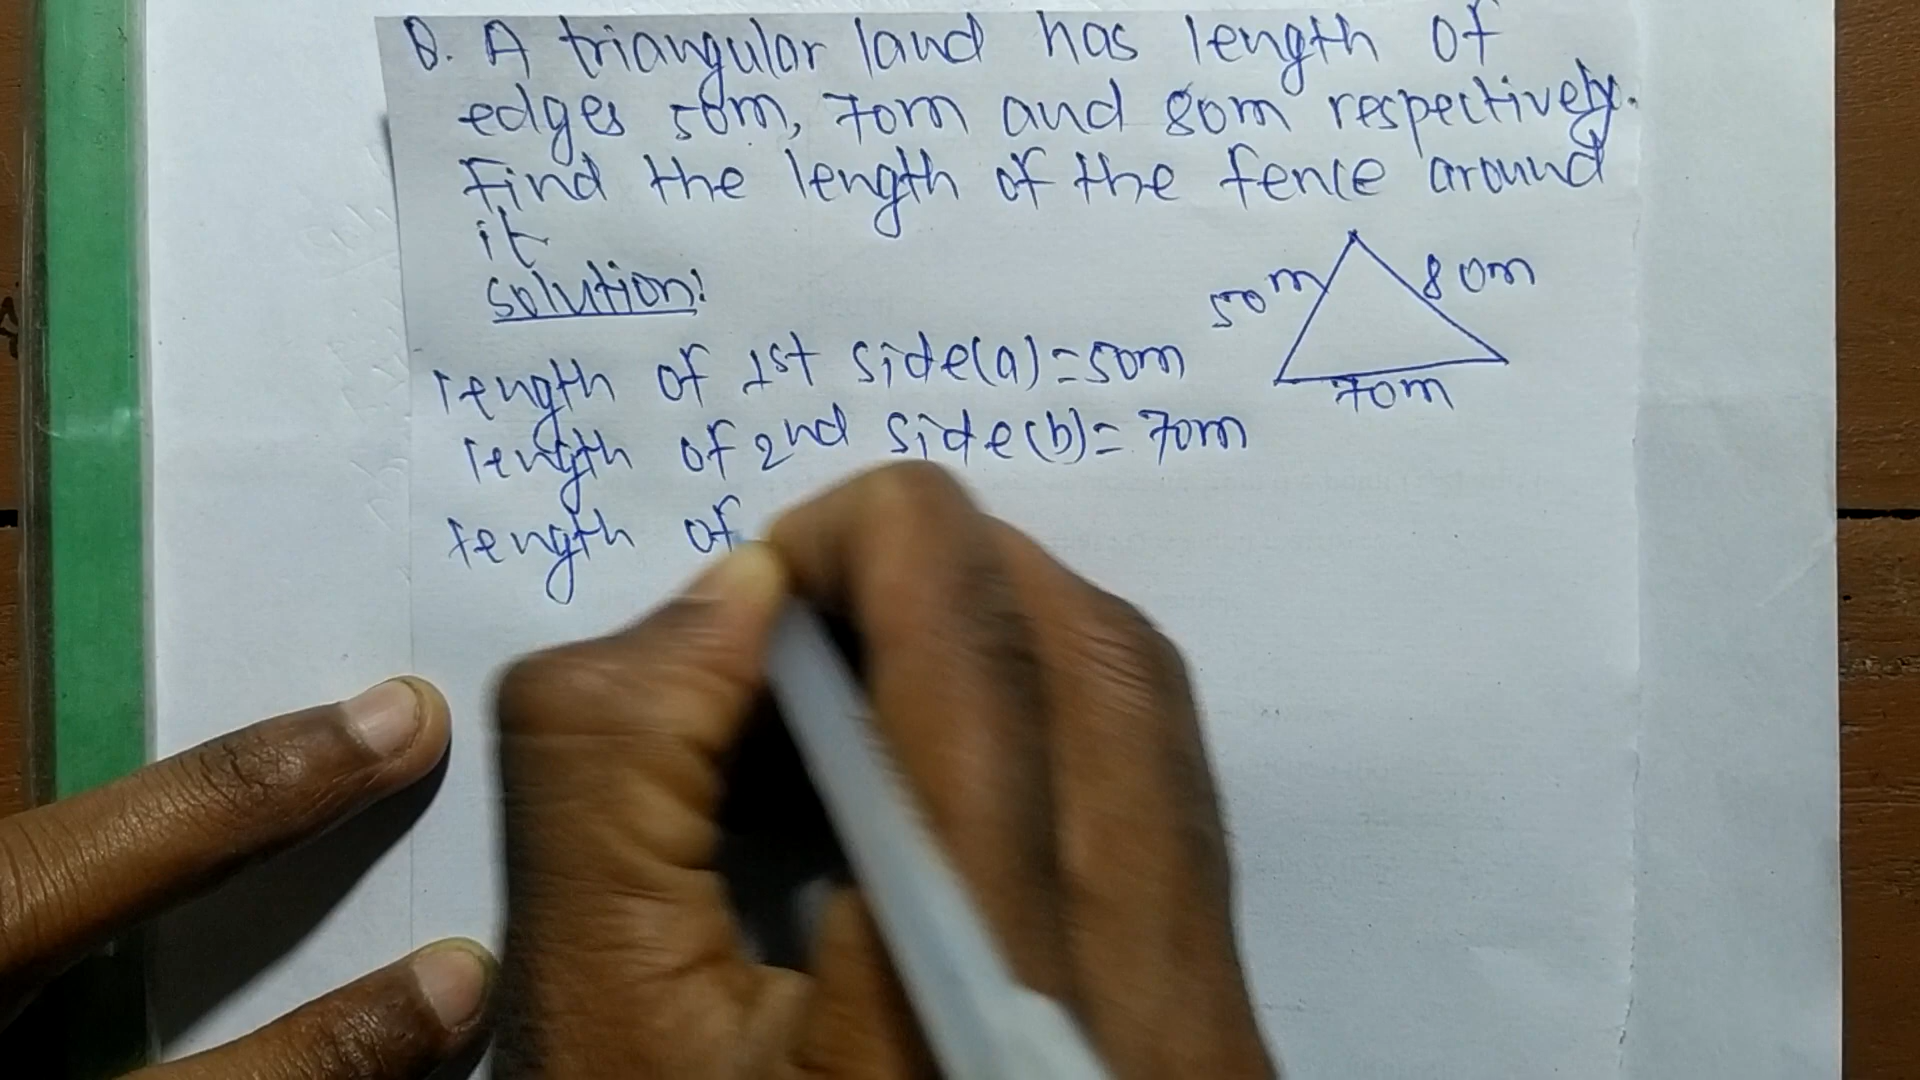 Q. A triangular land has length of
edges 50m, 70m and 80m respectively.
Find the length of the fence around
it
solution:
50m
80m
70m
length of 1st side(a)=50m
length of 2nd side(b)=70m
length of